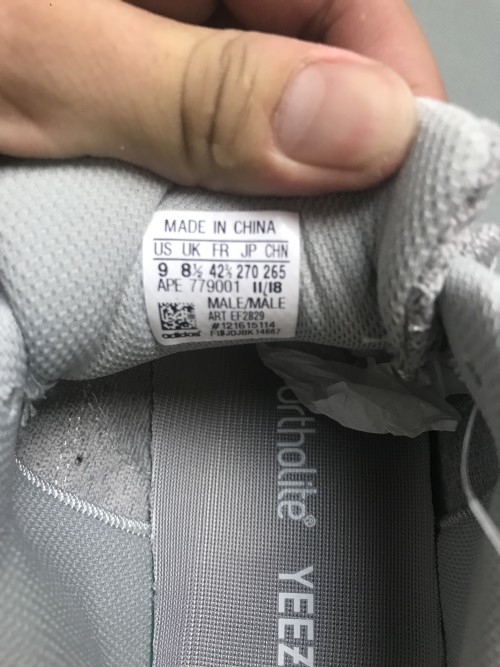 MADE IN CHINA
US UK FR JP CHN
9 8½ 42⅔ 270 265
APE 779001 11/18
MALE/MÂLE
ART EF2829
#121615114
adidas
ortholite® YEEZ